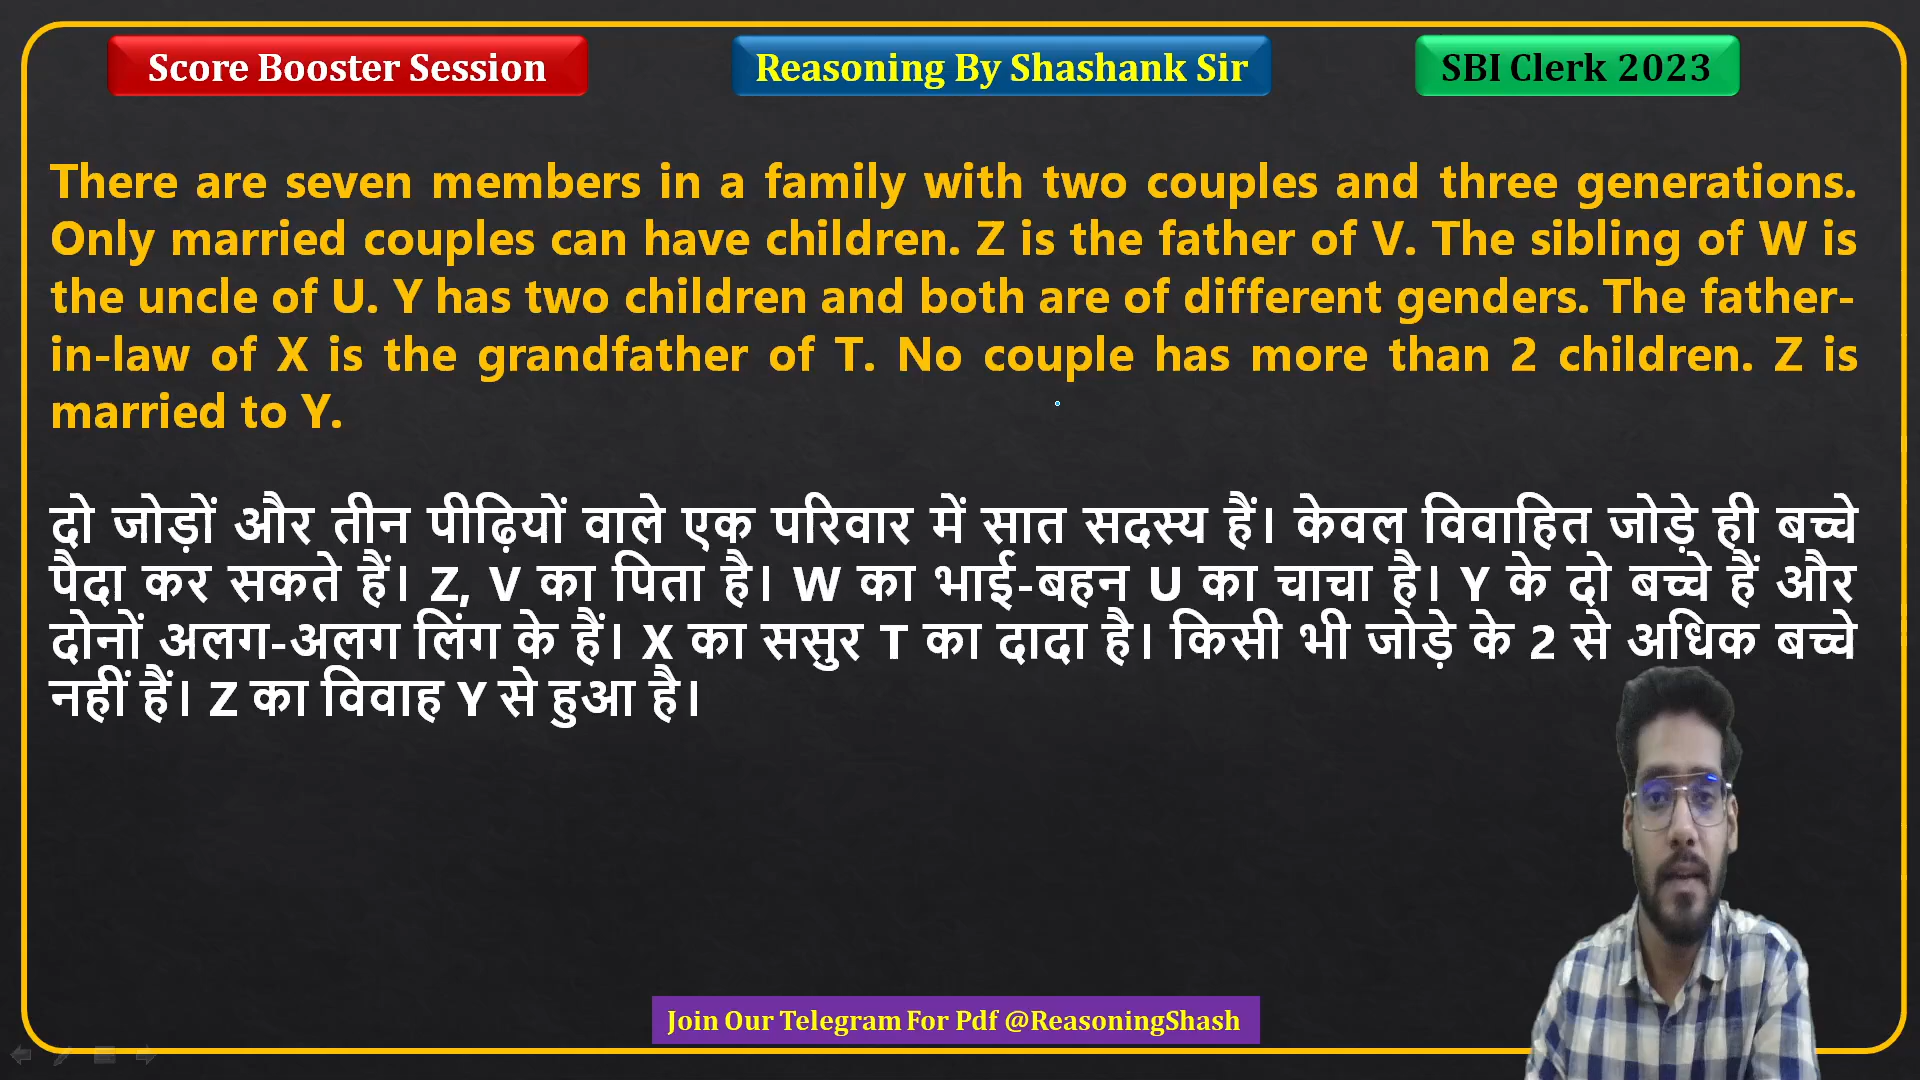 Score Booster Session
Reasoning By Shashank Sir
SBI Clerk 2023
There are seven members in a family with two couples and three generations.
Only married couples can have children. Z is the father of V. The sibling of W is
the uncle of U. Y has two children and both are of different genders. The father-
in-law of X is the grandfather of T. No couple has more than 2 children. Z is
married to Y.
दो जोड़ों और तीन पीढ़ियों वाले एक परिवार में सात सदस्य हैं। केवल विवाहित जोड़े ही बच्चे
पैदा कर सकते हैं। Z, V का पिता है। W का भाई-बहन U का चाचा है। Y के दो बच्चे हैं और
दोनों अलग-अलग लिंग के हैं। X का ससुर T का दादा है। किसी भी जोड़े के 2 से अधिक बच्चे
नहीं हैं। Z का विवाह Y से हुआ है।
Join Our Telegram For Pdf @ReasoningShash